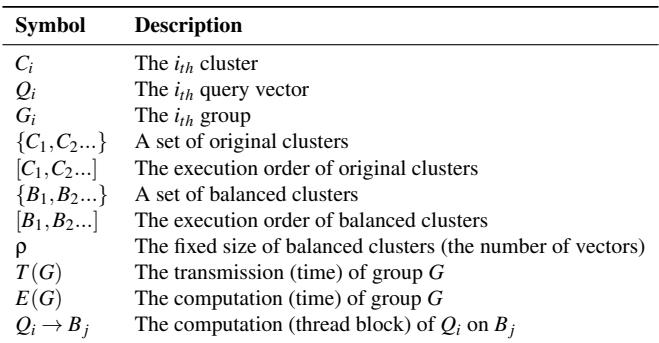 Symbol Description
C_i The i_th cluster
Q_i The i_th query vector
G_i The i_th group
{C_1,C_2...} A set of original clusters
[C_1,C_2...] The execution order of original clusters
{B_1,B_2...} A set of balanced clusters
[B_1,B_2...] The execution order of balanced clusters
ρ The fixed size of balanced clusters (the number of vectors)
T(G) The transmission (time) of group G
E(G) The computation (time) of group G
Q_i → B_j The computation (thread block) of Q_i on B_j